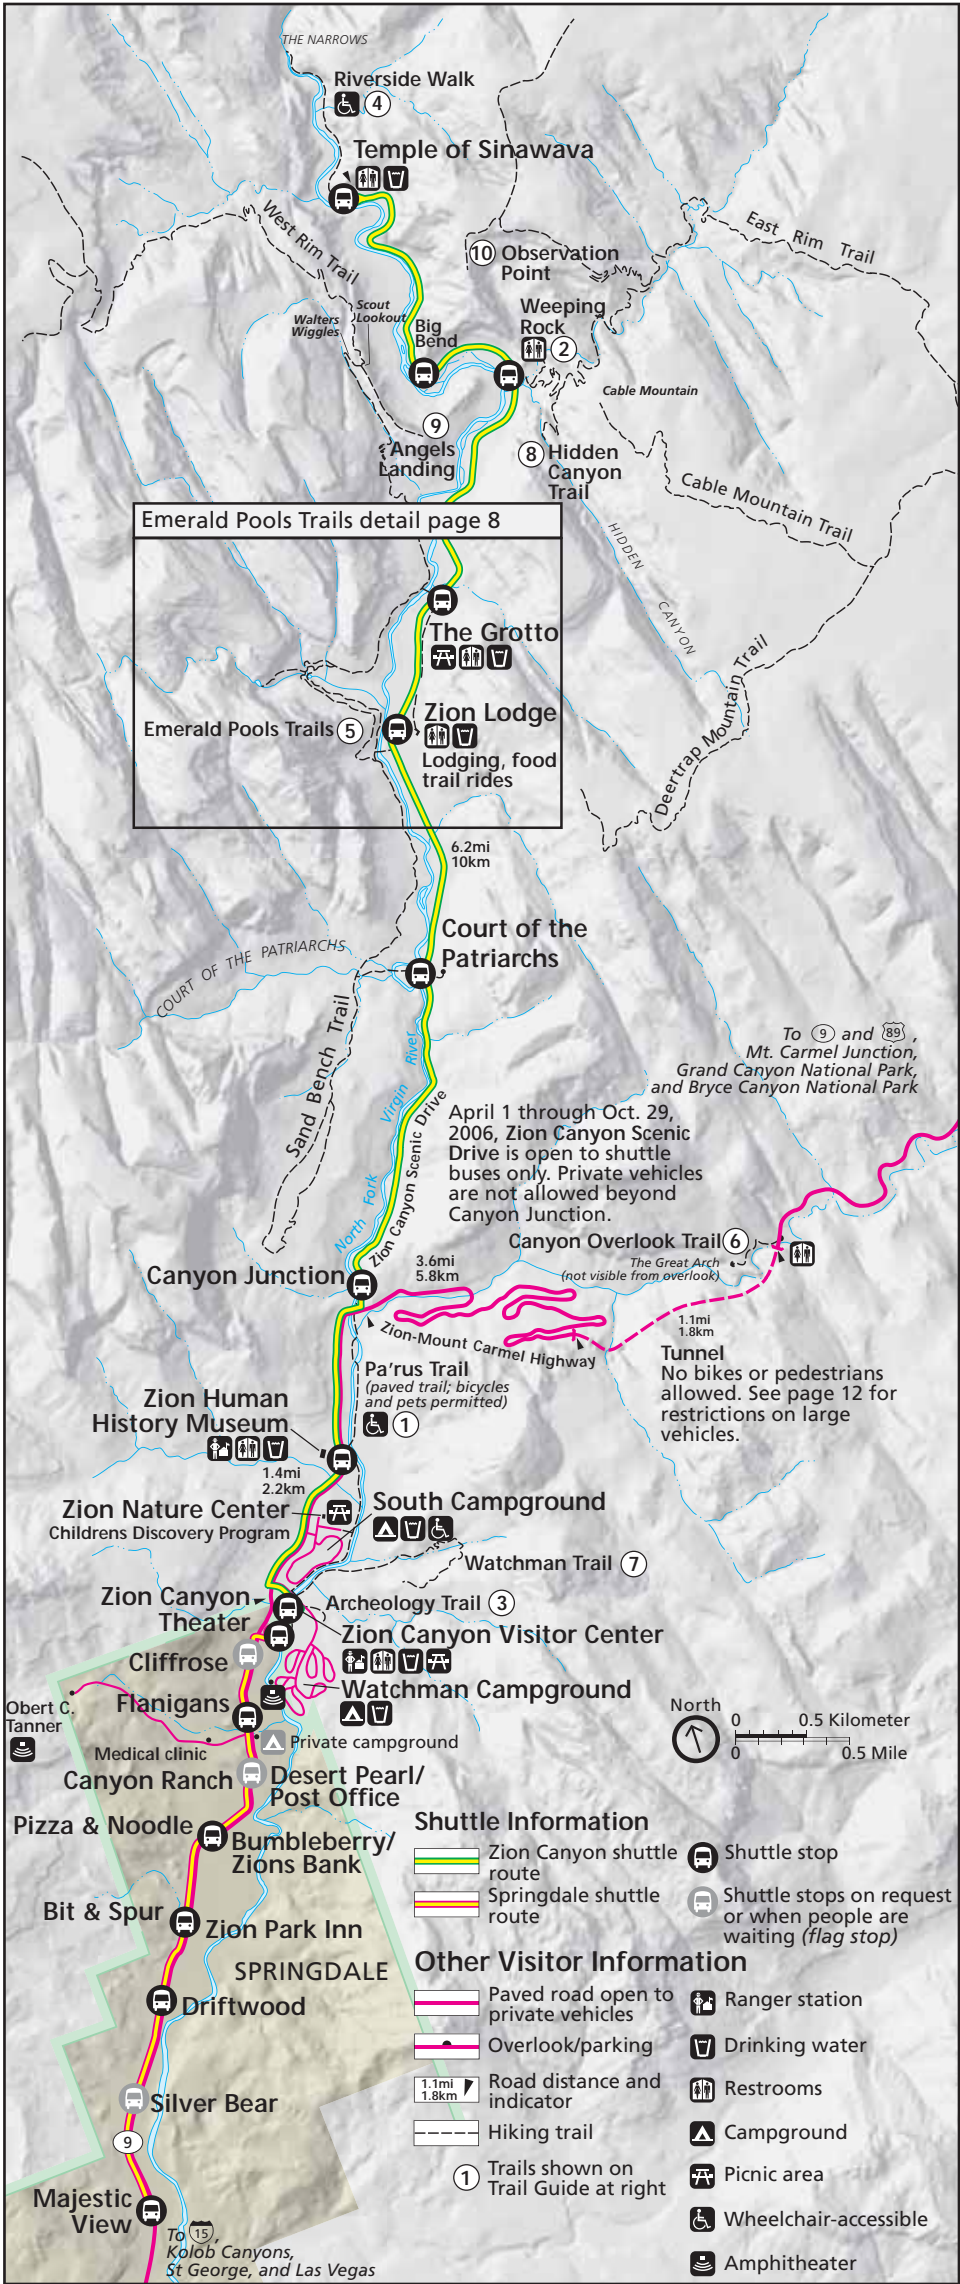 THE NARROWS
Riverside Walk
4
Temple of Sinawava
West Rim Trail
East Rim Trail
10 Observation
Point
Scout
Lookout
Walters
Wiggles
Big
Bend
Weeping
Rock
2
Cable Mountain
9
Angels
Landing
8 Hidden
Canyon
Trail
Cable Mountain Trail
HIDDEN
CANYON
Emerald Pools Trails detail page 8
The Grotto
Zion Lodge
Emerald Pools Trails 5
Lodging, food
trail rides
Deertrap Mountain Trail
6.2mi
10km
Court of the
Patriarchs
COURT OF THE PATRIARCHS
Sand Bench Trail
North Fork Virgin River
Zion Canyon Scenic Drive
To 9 and 89 ,
Mt. Carmel Junction,
Grand Canyon National Park,
and Bryce Canyon National Park
April 1 through Oct. 29,
2006, Zion Canyon Scenic
Drive is open to shuttle
buses only. Private vehicles
are not allowed beyond
Canyon Junction.
Canyon Overlook Trail 6
The Great Arch
(not visible from overlook)
Canyon Junction
3.6mi
5.8km
Zion-Mount Carmel Highway
1.1mi
1.8km
Tunnel
No bikes or pedestrians
allowed. See page 12 for
restrictions on large
vehicles.
Pa'rus Trail
(paved trail; bicycles
and pets permitted)
1
Zion Human
History Museum
1.4mi
2.2km
Zion Nature Center
Childrens Discovery Program
South Campground
Watchman Trail 7
Zion Canyon
Theater
Archeology Trail 3
Zion Canyon Visitor Center
Cliffrose
Watchman Campground
Flanigans
Obert C.
Tanner
Medical clinic
Private campground
Canyon Ranch
Desert Pearl/
Post Office
Pizza & Noodle
Bumbleberry/
Zions Bank
Bit & Spur
Zion Park Inn
SPRINGDALE
Driftwood
Silver Bear
9
Majestic
View
To 15 ,
Kolob Canyons,
St George, and Las Vegas
North
0 0.5 Kilometer
0 0.5 Mile
Shuttle Information
Zion Canyon shuttle
route
Springdale shuttle
route
Shuttle stop
Shuttle stops on request
or when people are
waiting (flag stop)
Other Visitor Information
Paved road open to
private vehicles
Overlook/parking
1.1mi
1.8km
Road distance and
indicator
Hiking trail
1 Trails shown on
Trail Guide at right
Ranger station
Drinking water
Restrooms
Campground
Picnic area
Wheelchair-accessible
Amphitheater